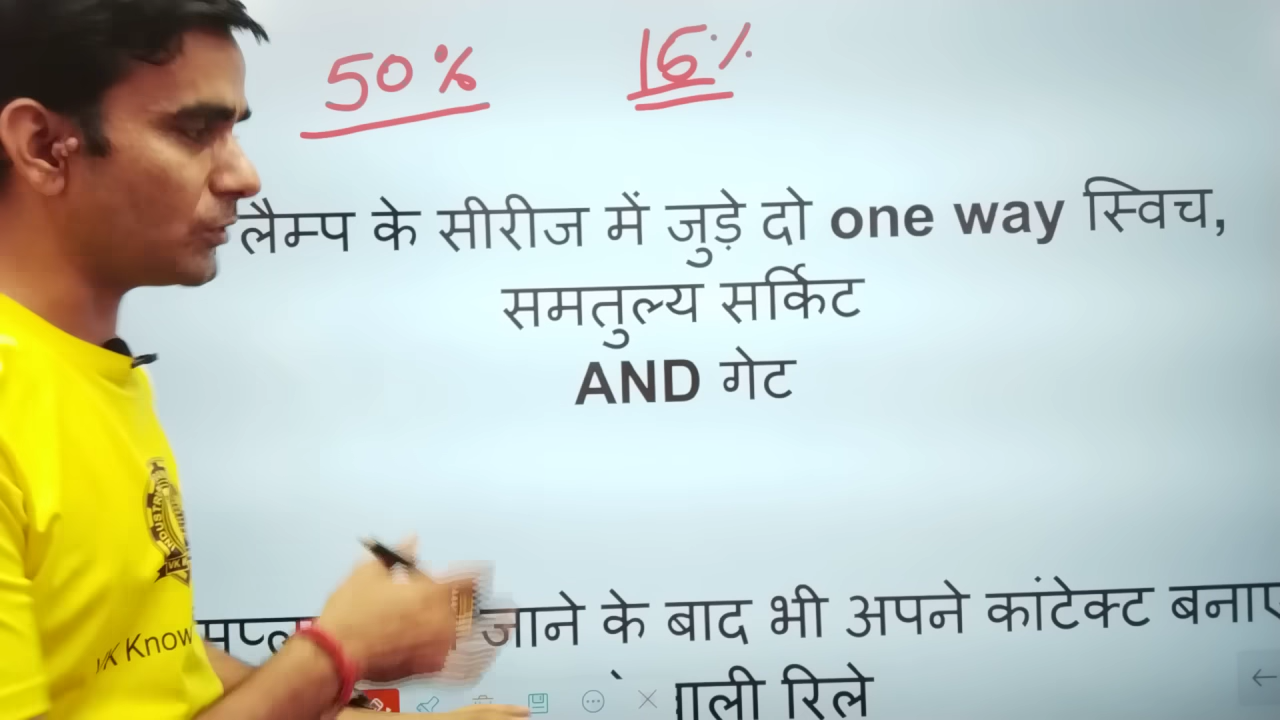 50% 16%
लैम्प के सीरीज में जुड़े दो one way स्विच,
समतुल्य सर्किट
AND गेट
जाने के बाद भी अपने कांटेक्ट बनाए
रिले
VK Know